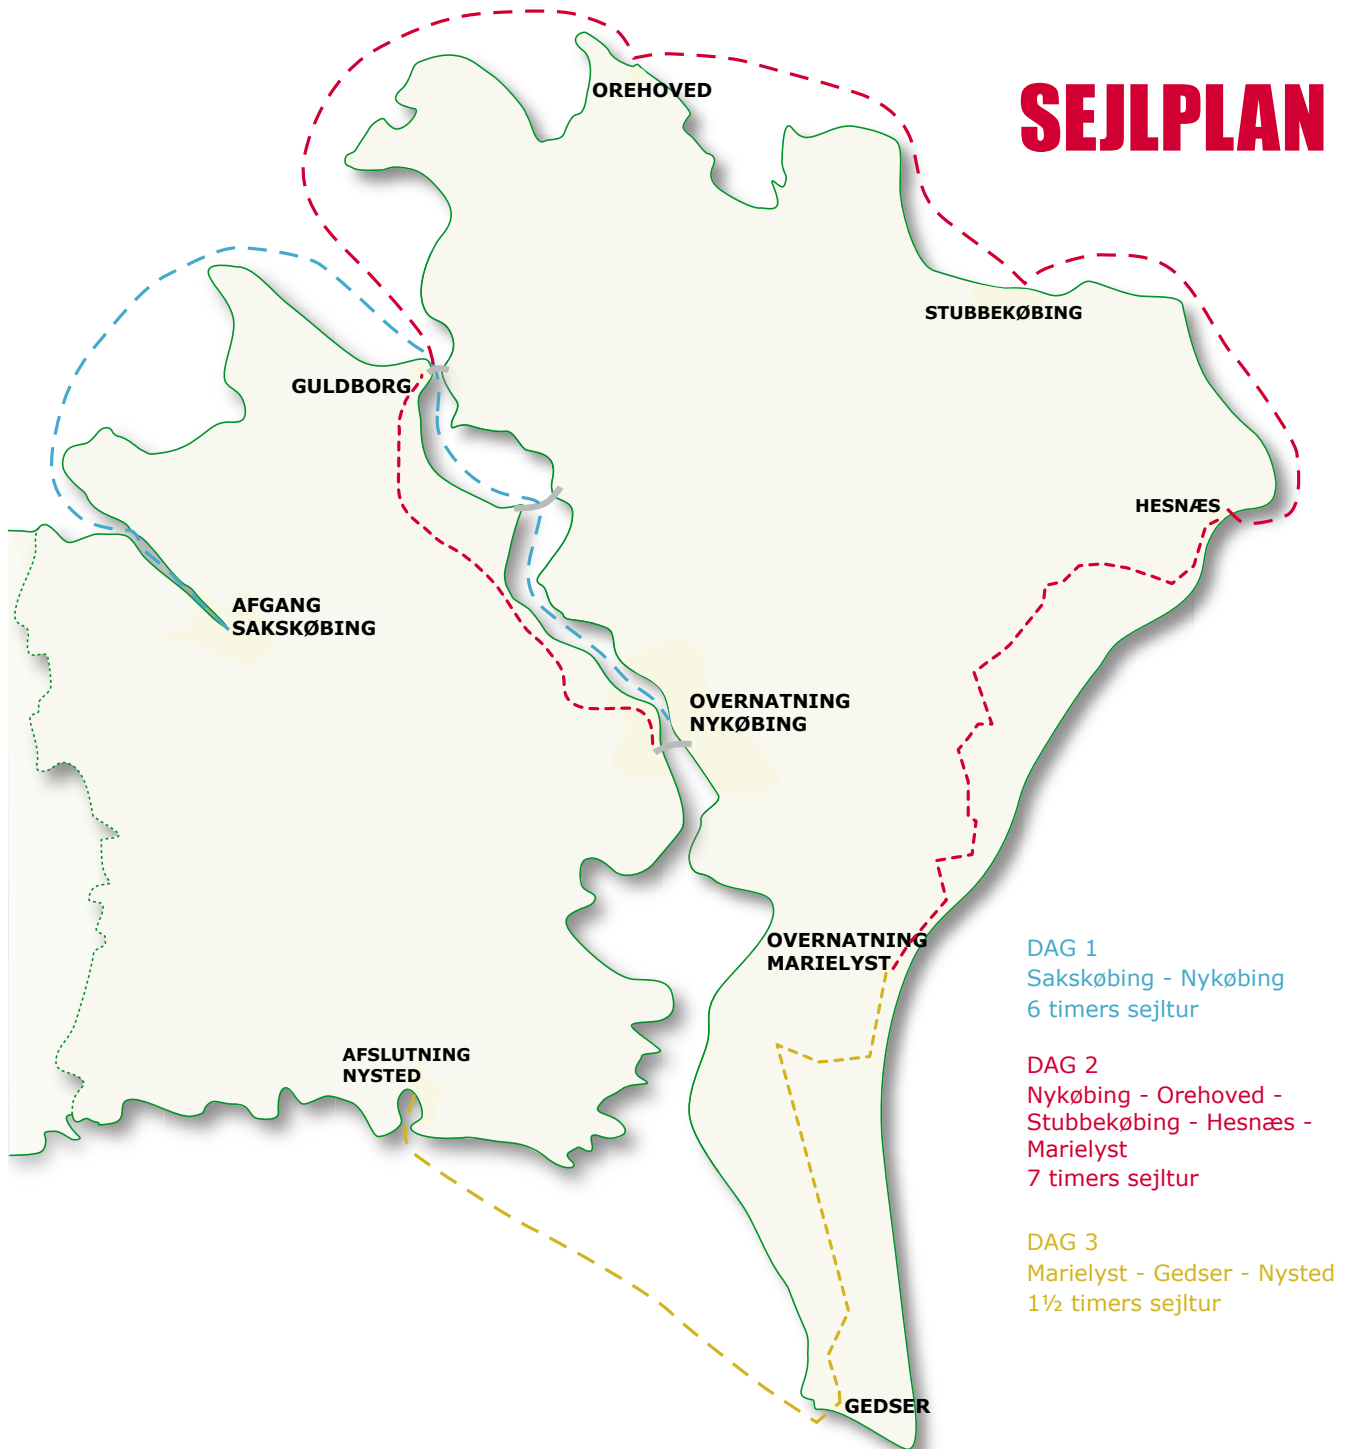 SEJLPLAN
OREHOVED
STUBBEKØBING
GULDBORG
HESNÆS
AFGANG
SAKSKØBING
OVERNATNING
NYKØBING
OVERNATNING
MARIELYST
AFSLUTNING
NYSTED
GEDSER
DAG 1
Sakskøbing - Nykøbing
6 timers sejltur
DAG 2
Nykøbing - Orehoved -
Stubbekøbing - Hesnæs -
Marielyst
7 timers sejltur
DAG 3
Marielyst - Gedser - Nysted
1½ timers sejltur